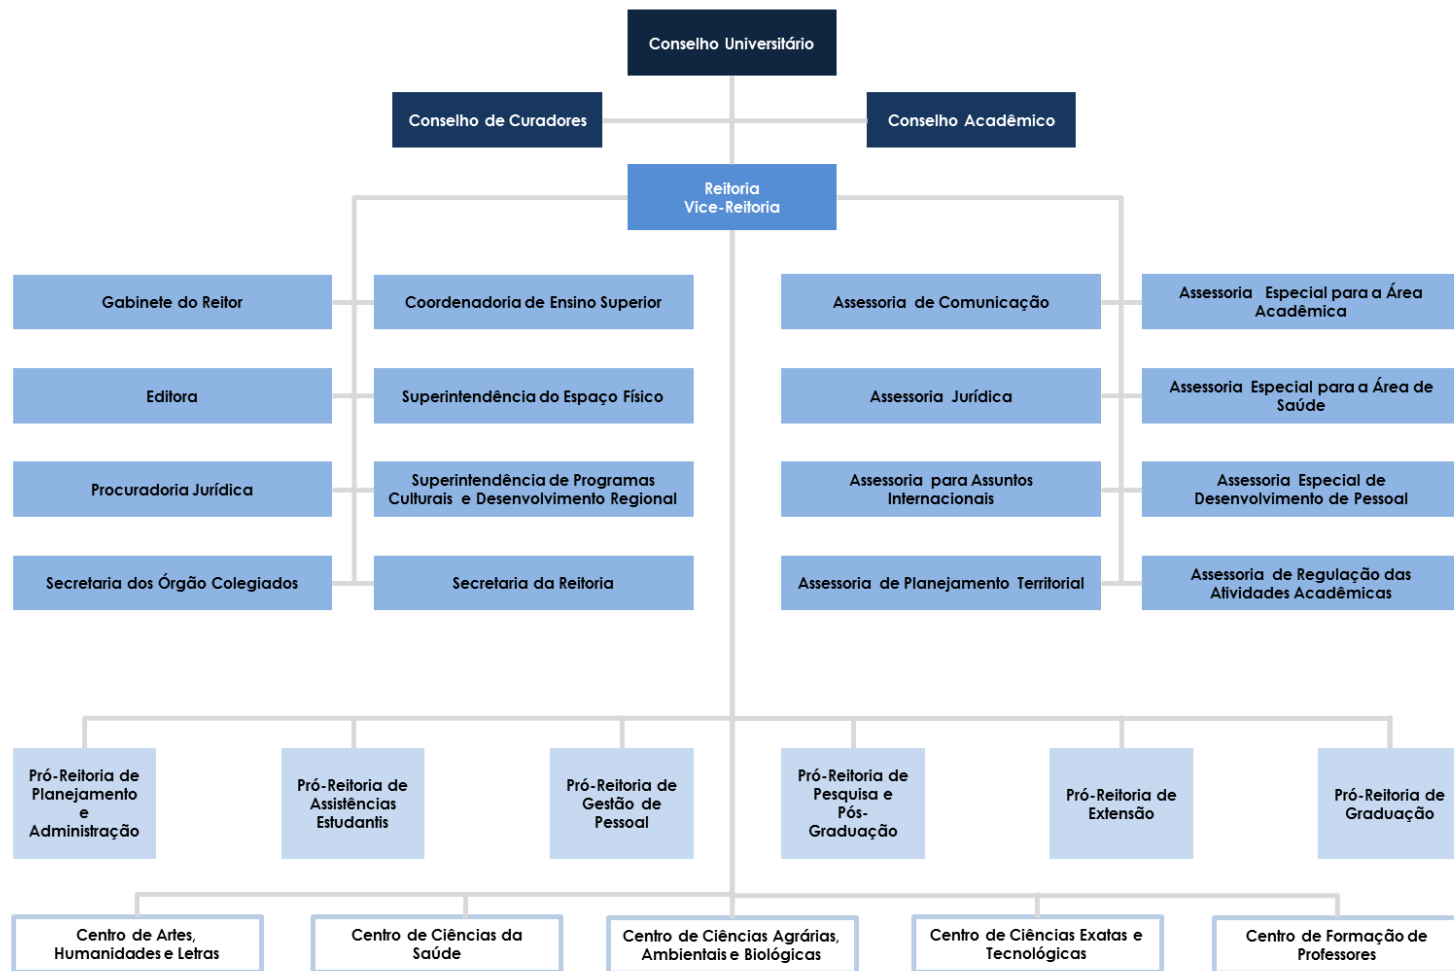 Conselho Universitário
Conselho de Curadores
Conselho Acadêmico
Reitoria
Vice-Reitoria
Gabinete do Reitor
Coordenadoria de Ensino Superior
Assessoria de Comunicação
Assessoria Especial para a Área
Acadêmica
Editora
Superintendência do Espaço Físico
Assessoria Jurídica
Assessoria Especial para a Área de
Saúde
Procuradoria Jurídica
Superintendência de Programas
Culturais e Desenvolvimento Regional
Assessoria para Assuntos
Internacionais
Assessoria Especial de
Desenvolvimento de Pessoal
Secretaria dos Órgão Colegiados
Secretaria da Reitoria
Assessoria de Planejamento Territorial
Assessoria de Regulação das
Atividades Acadêmicas
Pró-Reitoria de
Planejamento
e
Administração
Pró-Reitoria de
Assistências
Estudantis
Pró-Reitoria de
Gestão de
Pessoal
Pró-Reitoria de
Pesquisa e
Pós-
Graduação
Pró-Reitoria de
Extensão
Pró-Reitoria de
Graduação
Centro de Artes,
Humanidades e Letras
Centro de Ciências da
Saúde
Centro de Ciências Agrárias,
Ambientais e Biológicas
Centro de Ciências Exatas e
Tecnológicas
Centro de Formação de
Professores